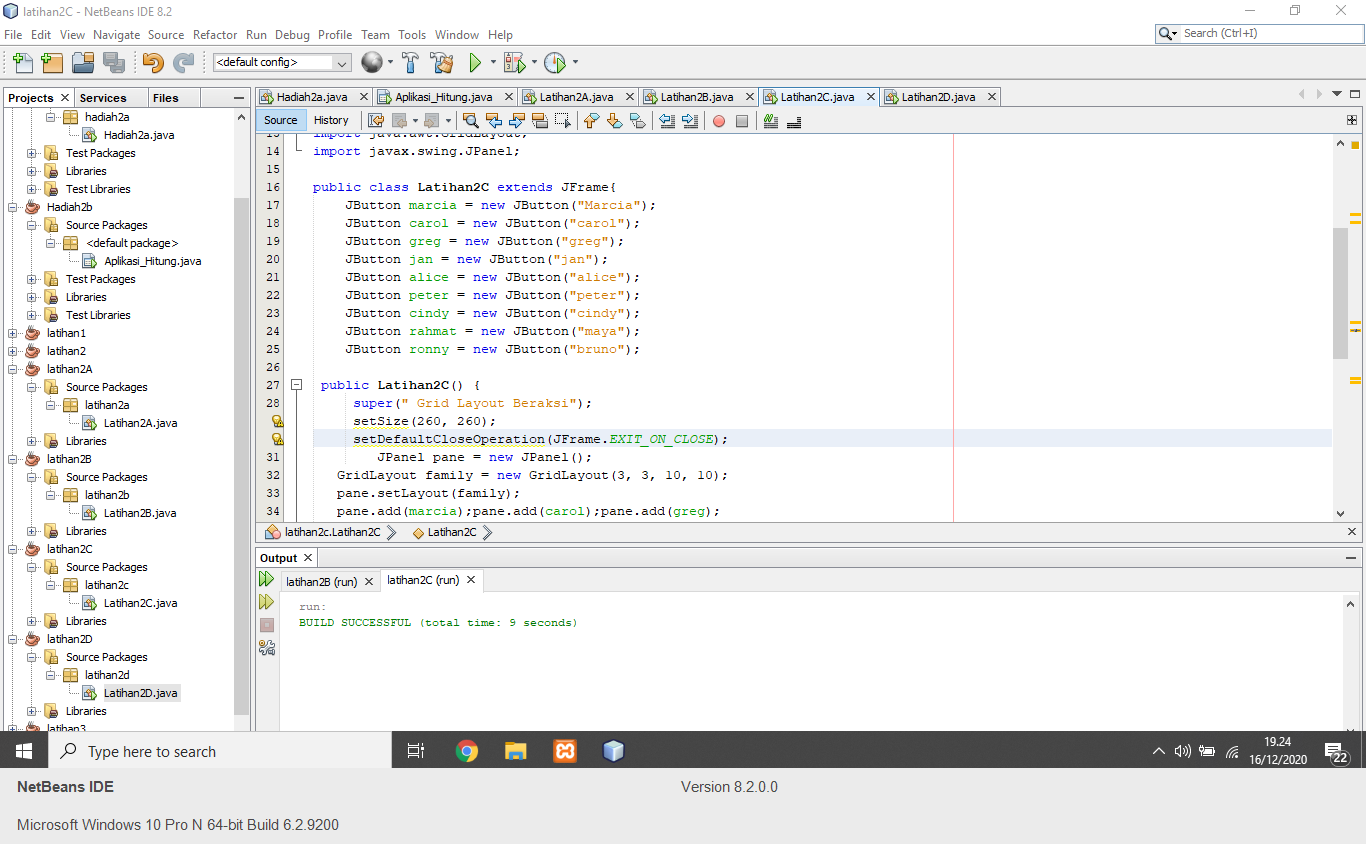 latihan2C - NetBeans IDE 8.2
File Edit View Navigate Source Refactor Run Debug Profile Team Tools Window Help
Search (Ctrl+I)
<default config>
Projects Services Files
hadiah2a
Hadiah2a.java
Test Packages
Libraries
Test Libraries
Hadiah2b
Source Packages
<default package>
Aplikasi_Hitung.java
Test Packages
Libraries
Test Libraries
latihan1
latihan2
latihan2A
Source Packages
latihan2a
Latihan2A.java
Libraries
latihan2B
Source Packages
latihan2b
Latihan2B.java
Libraries
latihan2C
Source Packages
latihan2c
Latihan2C.java
Libraries
latihan2D
Source Packages
latihan2d
Latihan2D.java
Libraries
latihan3
Hadiah2a.java Aplikasi_Hitung.java Latihan2A.java Latihan2B.java Latihan2C.java Latihan2D.java
Source History
13 import java.awt.GridLayout;
14 import javax.swing.JPanel;
15
16 public class Latihan2C extends JFrame{
17 JButton marcia = new JButton("Marcia");
18 JButton carol = new JButton("carol");
19 JButton greg = new JButton("greg");
20 JButton jan = new JButton("jan");
21 JButton alice = new JButton("alice");
22 JButton peter = new JButton("peter");
23 JButton cindy = new JButton("cindy");
24 JButton rahmat = new JButton("maya");
25 JButton ronny = new JButton("bruno");
26
27 public Latihan2C() {
28 super(" Grid Layout Beraksi");
setSize(260, 260);
setDefaultCloseOperation(JFrame.EXIT_ON_CLOSE);
31 JPanel pane = new JPanel();
32 GridLayout family = new GridLayout(3, 3, 10, 10);
33 pane.setLayout(family);
34 pane.add(marcia);pane.add(carol);pane.add(greg);
latihan2c.Latihan2C Latihan2C
Output
latihan2B (run) latihan2C (run)
run:
BUILD SUCCESSFUL (total time: 9 seconds)
Type here to search
19.24
16/12/2020
22
NetBeans IDE Version 8.2.0.0
Microsoft Windows 10 Pro N 64-bit Build 6.2.9200